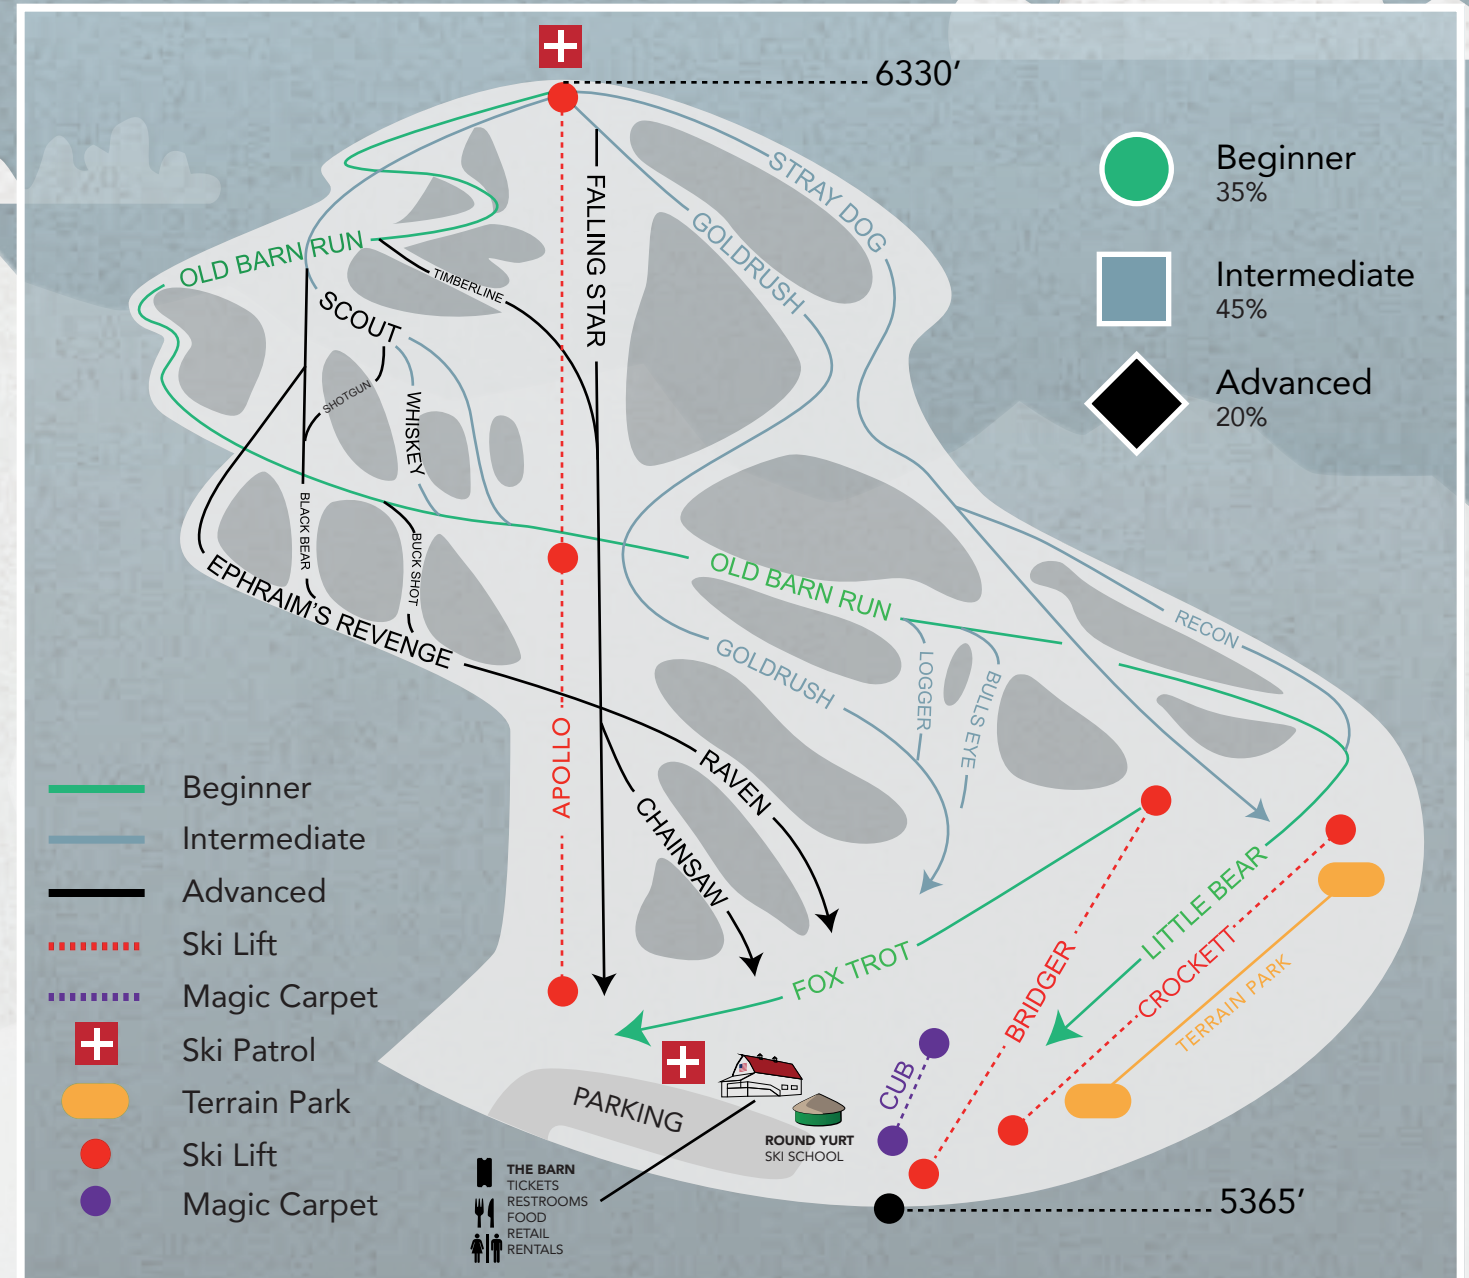 6330’
Beginner
35%
Intermediate
45%
Advanced
20%
STRAY DOG
GOLDRUSH
FALLING STAR
OLD BARN RUN
TIMBERLINE
SCOUT
SHOTGUN
WHISKEY
BLACK BEAR
BUCK SHOT
EPHRAIM’S REVENGE
OLD BARN RUN
GOLDRUSH
LOGGER
BULLS EYE
RECON
APOLLO
RAVEN
CHAINSAW
FOX TROT
LITTLE BEAR
BRIDGER
CROCKETT
TERRAIN PARK
CUB
PARKING
ROUND YURT
SKI SCHOOL
THE BARN
TICKETS
RESTROOMS
FOOD
RETAIL
RENTALS
5365’
Beginner
Intermediate
Advanced
Ski Lift
Magic Carpet
Ski Patrol
Terrain Park
Ski Lift
Magic Carpet